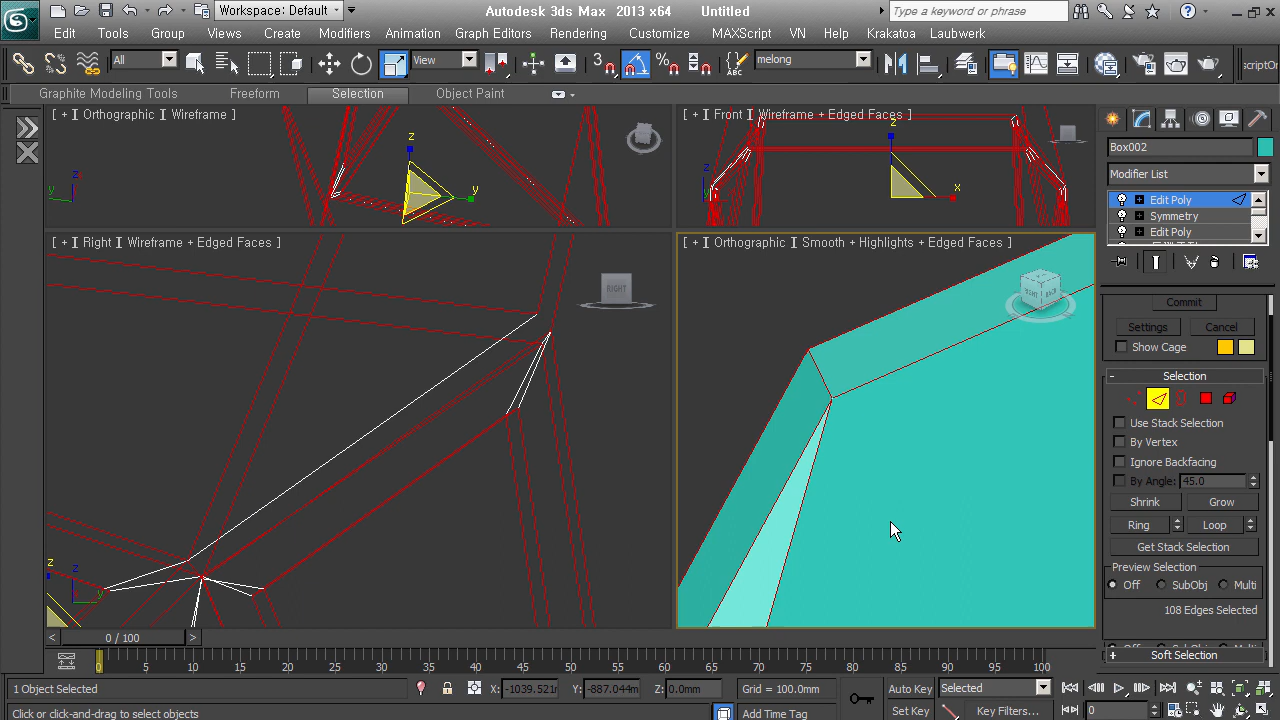 Workspace: Default
Autodesk 3ds Max 2013 x64 Untitled
Type a keyword or phrase
Edit Tools Group Views Create Modifiers Animation Graph Editors Rendering Customize MAXScript VN Help Krakatoa Laubwerk
All View 3 melong
Graphite Modeling Tools Freeform Selection Object Paint
[ + ] Orthographic ] Wireframe ]
[ + ] Front ] Wireframe + Edged Faces ]
z y z y
z x z
Box002
Modifier List
Edit Poly
Symmetry
Edit Poly
[ + ] Right ] Wireframe + Edged Faces ]
[ + ] Orthographic ] Smooth + Highlights + Edged Faces ]
RIGHT
Commit
Settings Cancel
Show Cage
- Selection
Use Stack Selection
By Vertex
Ignore Backfacing
By Angle: 45.0
Shrink Grow
Ring Loop
Get Stack Selection
Preview Selection
Off SubObj Multi
108 Edges Selected
+ Soft Selection
z z y
< 0 / 100 >
0 5 10 15 20 25 30 35 40 45 50 55 60 65 70 75 80 85 90 95 100
1 Object Selected X: -1039.521m Y: -887.044m Z: 0.0mm Grid = 100.0mm Auto Key Selected
Click or click-and-drag to select objects Add Time Tag Set Key Key Filters... 0